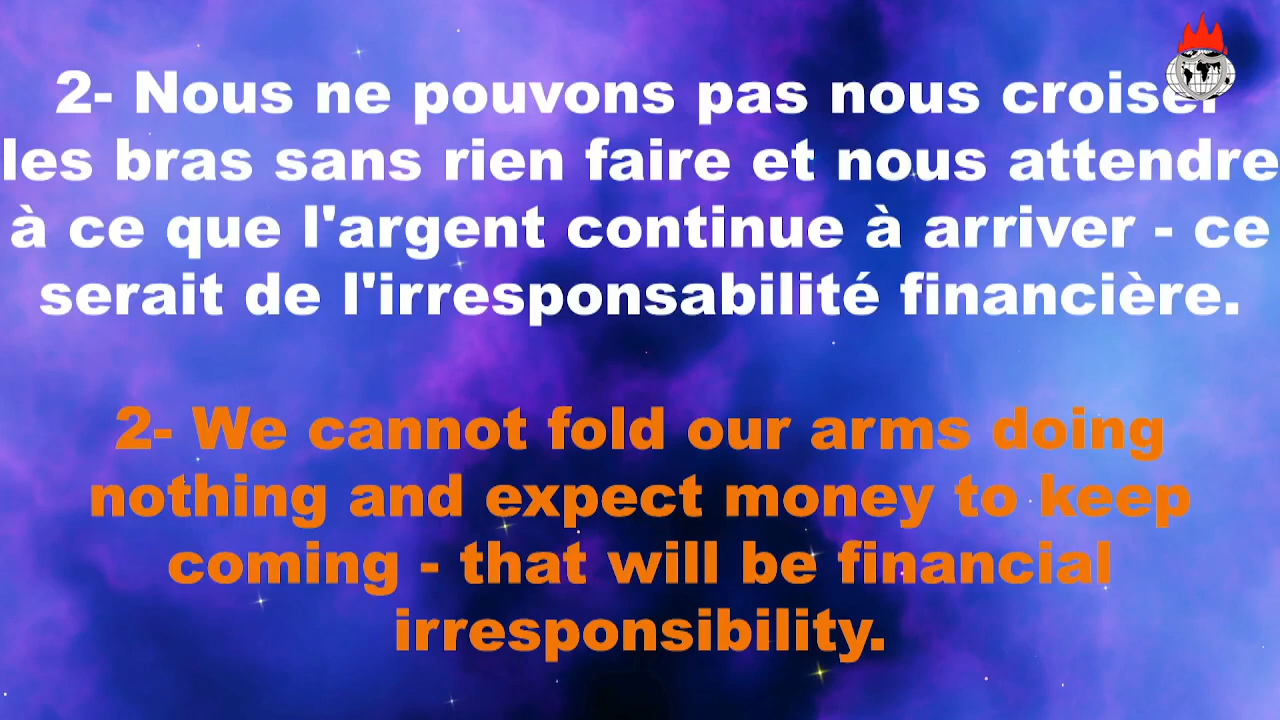 2- Nous ne pouvons pas nous croiser
les bras sans rien faire et nous attendre
à ce que l'argent continue à arriver - ce
serait de l'irresponsabilité financière.
2- We cannot fold our arms doing
nothing and expect money to keep
coming - that will be financial
irresponsibility.